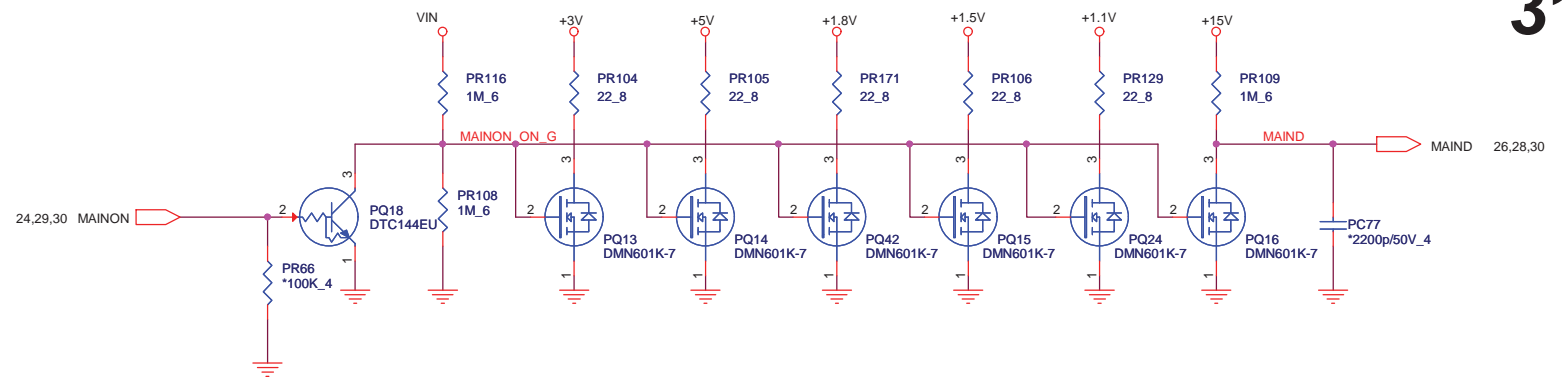 VIN
+3V
+5V
+1.8V
+1.5V
+1.1V
+15V
PR116
1M_6
PR104
22_8
PR105
22_8
PR171
22_8
PR106
22_8
PR129
22_8
PR109
1M_6
MAINON_ON_G
MAIND
MAIND 26,28,30
3
3
3
3
3
3
3
24,29,30 MAINON
2
PQ18
DTC144EU
PR108
1M_6
2
2
2
2
2
2
PC77
*2200p/50V_4
PQ13
DMN601K-7
PQ14
DMN601K-7
PQ42
DMN601K-7
PQ15
DMN601K-7
PQ24
DMN601K-7
PQ16
DMN601K-7
PR66
*100K_4
1
1
1
1
1
1
1